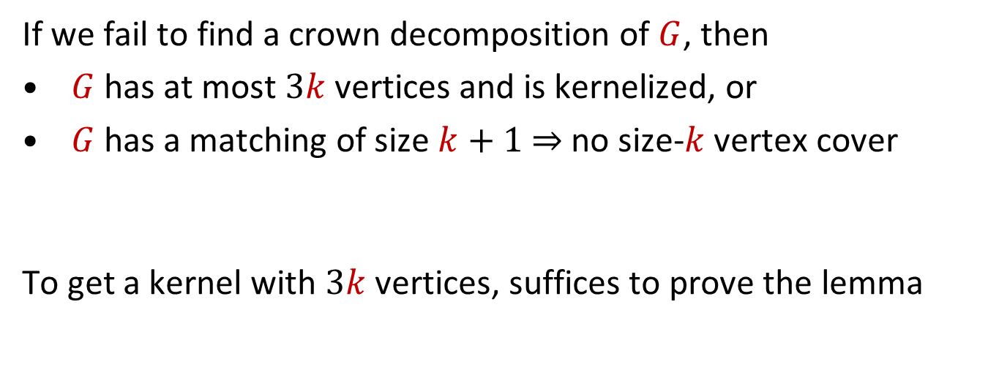 If we fail to find a crown decomposition of G, then
• G has at most 3k vertices and is kernelized, or
• G has a matching of size k + 1 ⇒ no size-k vertex cover
To get a kernel with 3k vertices, suffices to prove the lemma